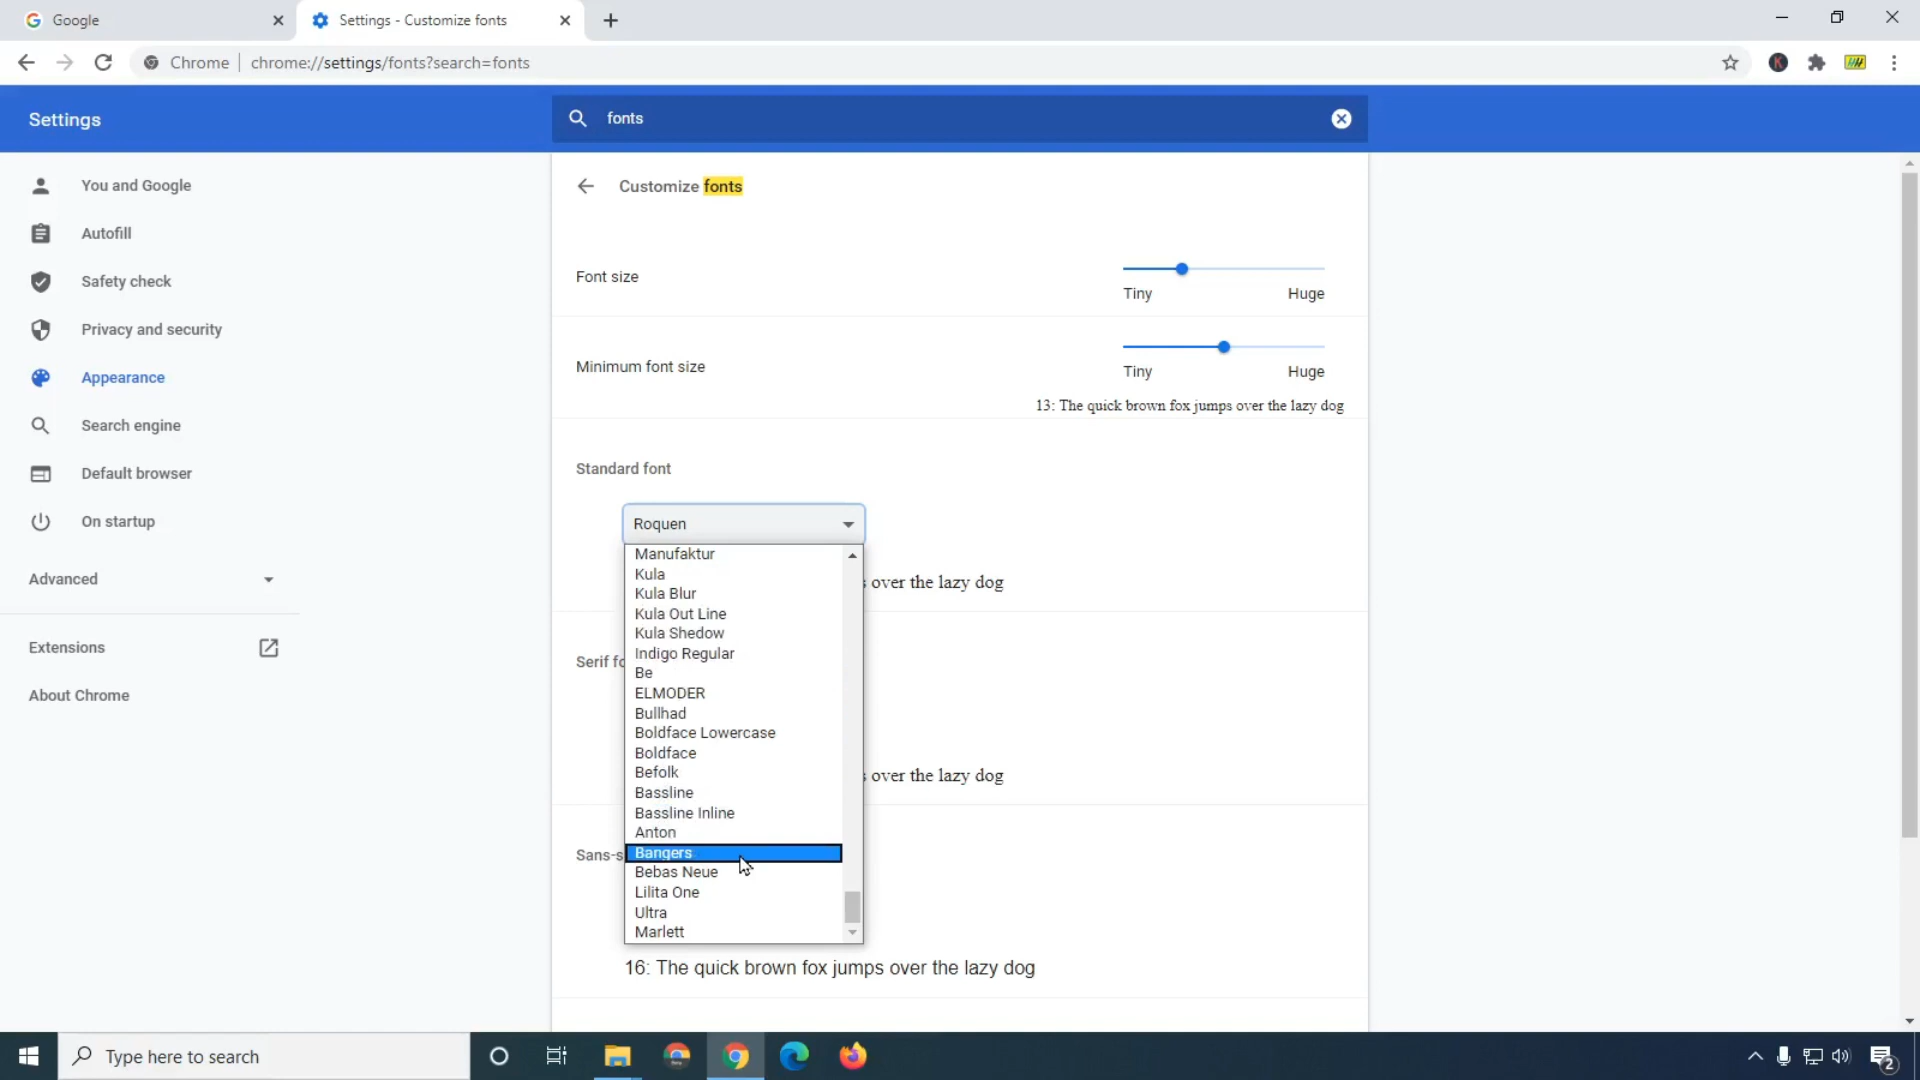 Google
Settings - Customize fonts
Chrome
chrome://settings/fonts?search=fonts
Settings
fonts
You and Google
Autofill
Safety check
Privacy and security
Appearance
Search engine
Default browser
On startup
Advanced
Extensions
About Chrome
Customize fonts
Font size
Tiny
Huge
Minimum font size
Tiny
Huge
13: The quick brown fox jumps over the lazy dog
Standard font
Roquen
Manufaktur
Kula
Kula Blur
Kula Out Line
Kula Shedow
Indigo Regular
Be
ELMODER
Bullhad
Boldface Lowercase
Boldface
Befolk
Bassline
Bassline Inline
Anton
Bangers
Bebas Neue
Lilita One
Ultra
Marlett
over the lazy dog
Serif fo
over the lazy dog
Sans-s
16: The quick brown fox jumps over the lazy dog
Type here to search
2